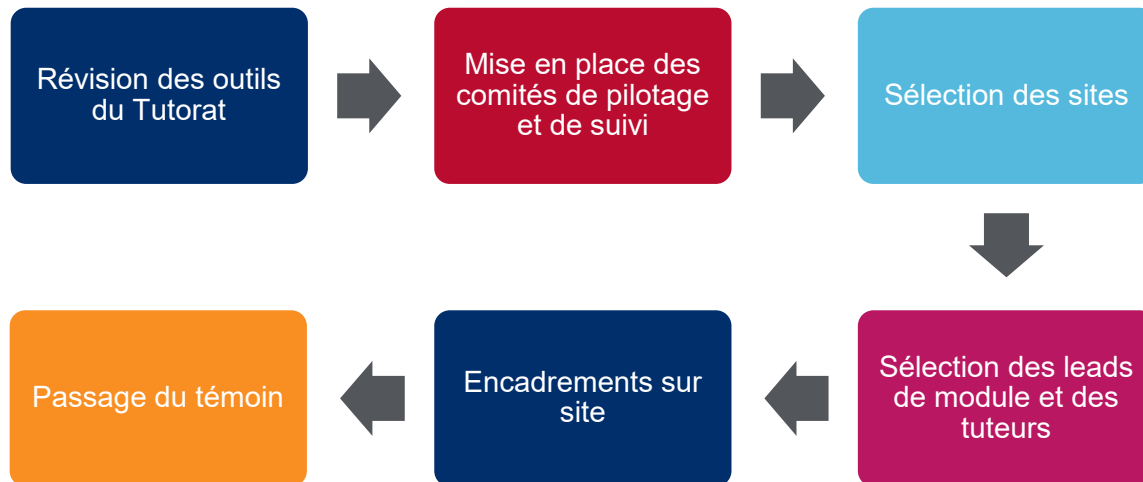 Révision des outils
du Tutorat
Mise en place des
comités de pilotage
et de suivi
Sélection des sites
Sélection des leads
de module et des
tuteurs
Encadrements sur
site
Passage du témoin